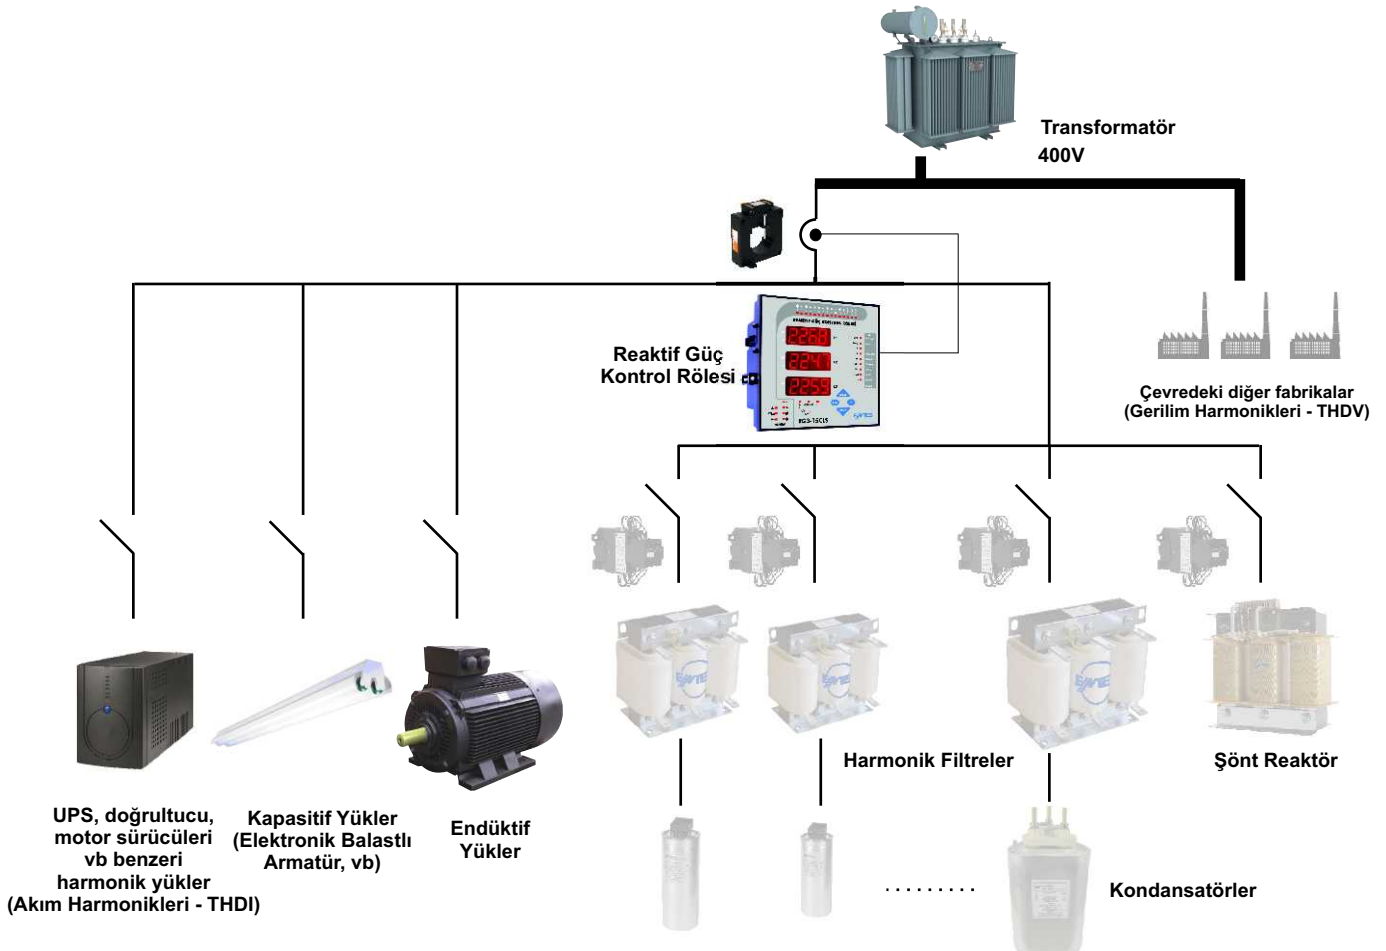 Transformatör
400V
Reaktif Güç
Kontrol Rölesi
Çevredeki diğer fabrikalar
(Gerilim Harmonikleri - THDV)
Harmonik Filtreler
Şönt Reaktör
UPS, doğrultucu,
motor sürücüleri
vb benzeri
harmonik yükler
(Akım Harmonikleri - THDI)
Kapasitif Yükler
(Elektronik Balastlı
Armatür, vb)
Endüktif
Yükler
. . . . . . . . .
Kondansatörler